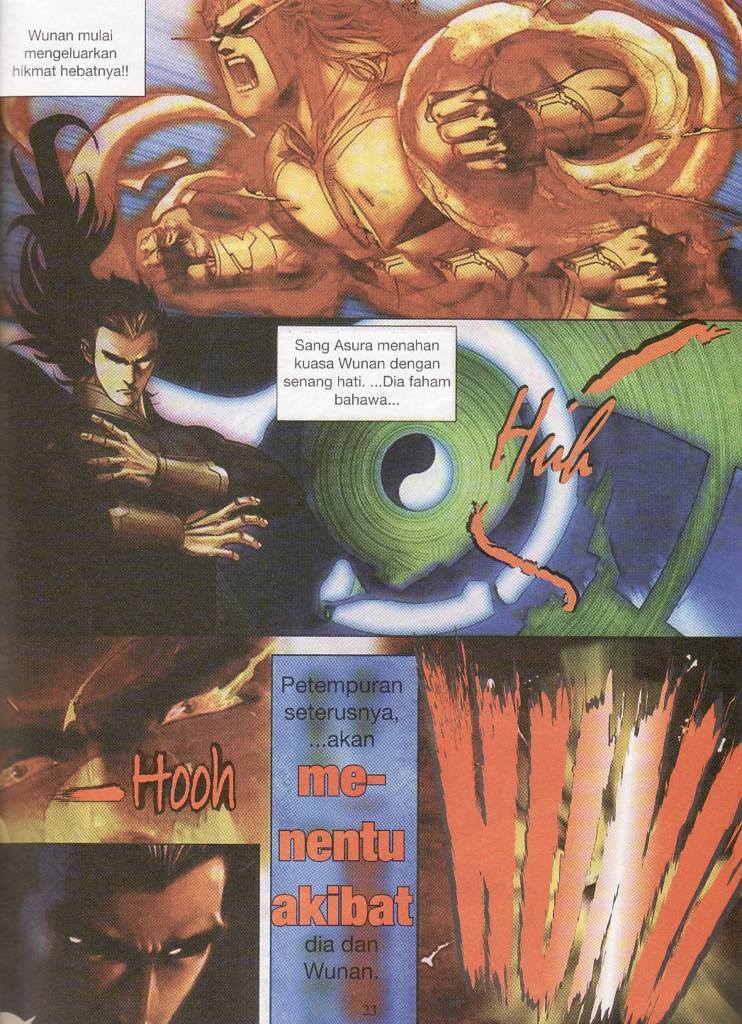 Wunan mulai
mengeluarkan
hikmat hebatnya!!
Sang Asura menahan
kuasa Wunan dengan
senang hati. ...Dia faham
bahawa...
Huh
Hooh
Petempuran
seterusnya,
...akan
me-
nentu
akibat
dia dan
Wunan.
23